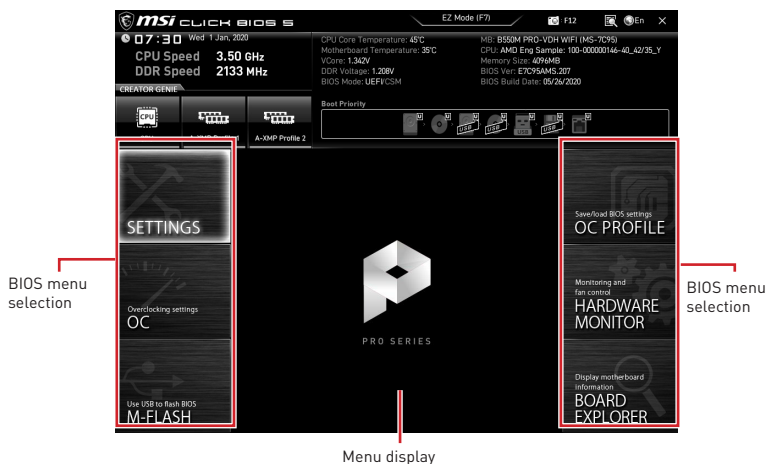 msi CLICK BIOS 5
EZ Mode (F7)
: F12
En
07:30 Wed 1 Jan, 2020
CPU Speed 3.50 GHz
DDR Speed 2133 MHz
CREATOR GENIE
CPU Core Temperature: 45°C
Motherboard Temperature: 35°C
VCore: 1.342V
DDR Voltage: 1.208V
BIOS Mode: UEFI/CSM
MB: B550M PRO-VDH WIFI (MS-7C95)
CPU: AMD Eng Sample: 100-000000146-40_42/35_Y
Memory Size: 4096MB
BIOS Ver: E7C95AMS.207
BIOS Build Date: 05/26/2020
Boot Priority
U U U U U U U
USB USB USB USB
CPU
A-XMP Profile 2
SETTINGS
Overclocking settings
OC
Use USB to flash BIOS
M-FLASH
PRO SERIES
Save/load BIOS settings
OC PROFILE
Monitoring and
fan control
HARDWARE
MONITOR
Display motherboard
information
BOARD
EXPLORER
BIOS menu
selection
BIOS menu
selection
Menu display